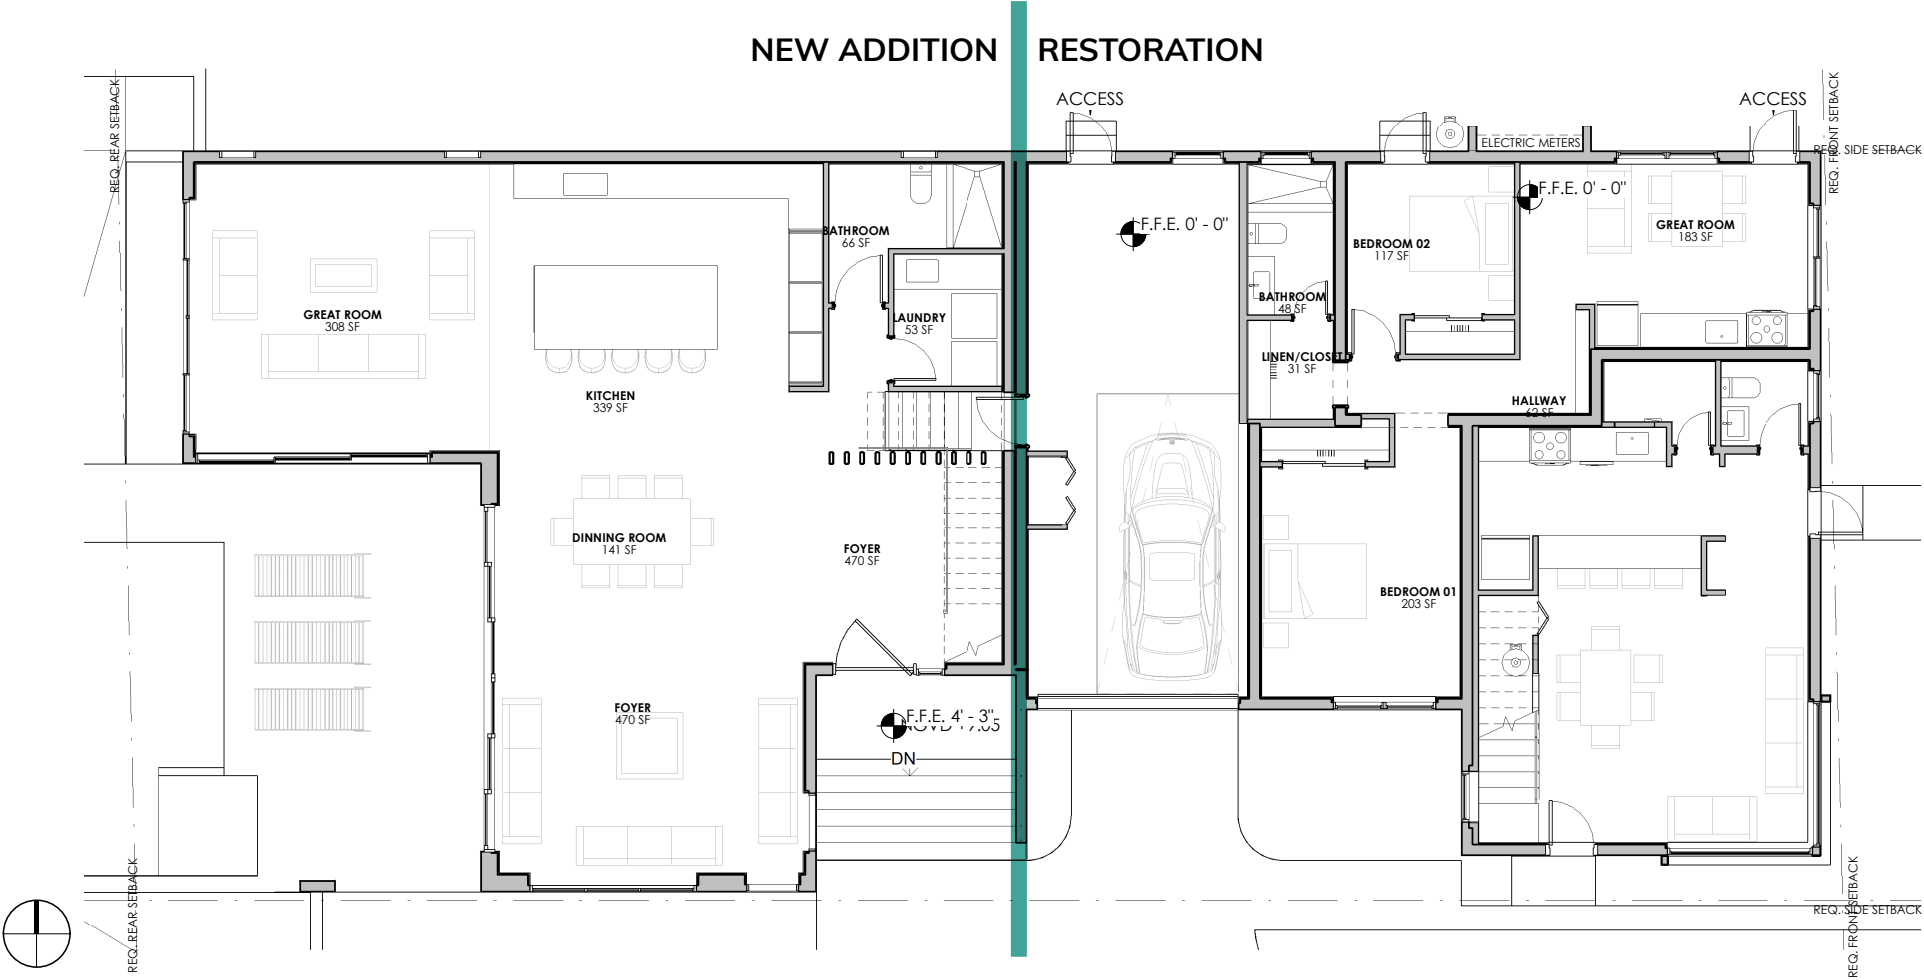 NEW ADDITION
RESTORATION
ACCESS
ACCESS
REQ. REAR SETBACK
REQ. FRONT SETBACK
ELECTRIC METERS
REQ. SIDE SETBACK
F.F.E. 0' - 0"
F.F.E. 0' - 0"
BATHROOM
66 SF
GREAT ROOM
183 SF
BEDROOM 02
117 SF
BATHROOM
48 SF
GREAT ROOM
308 SF
LAUNDRY
53 SF
LINEN/CLOSET
31 SF
KITCHEN
339 SF
HALLWAY
62 SF
DINNING ROOM
141 SF
FOYER
470 SF
BEDROOM 01
203 SF
FOYER
470 SF
F.F.E. 4' - 3"
DN
REQ. REAR SETBACK
REQ. SIDE SETBACK
REQ. FRONT SETBACK